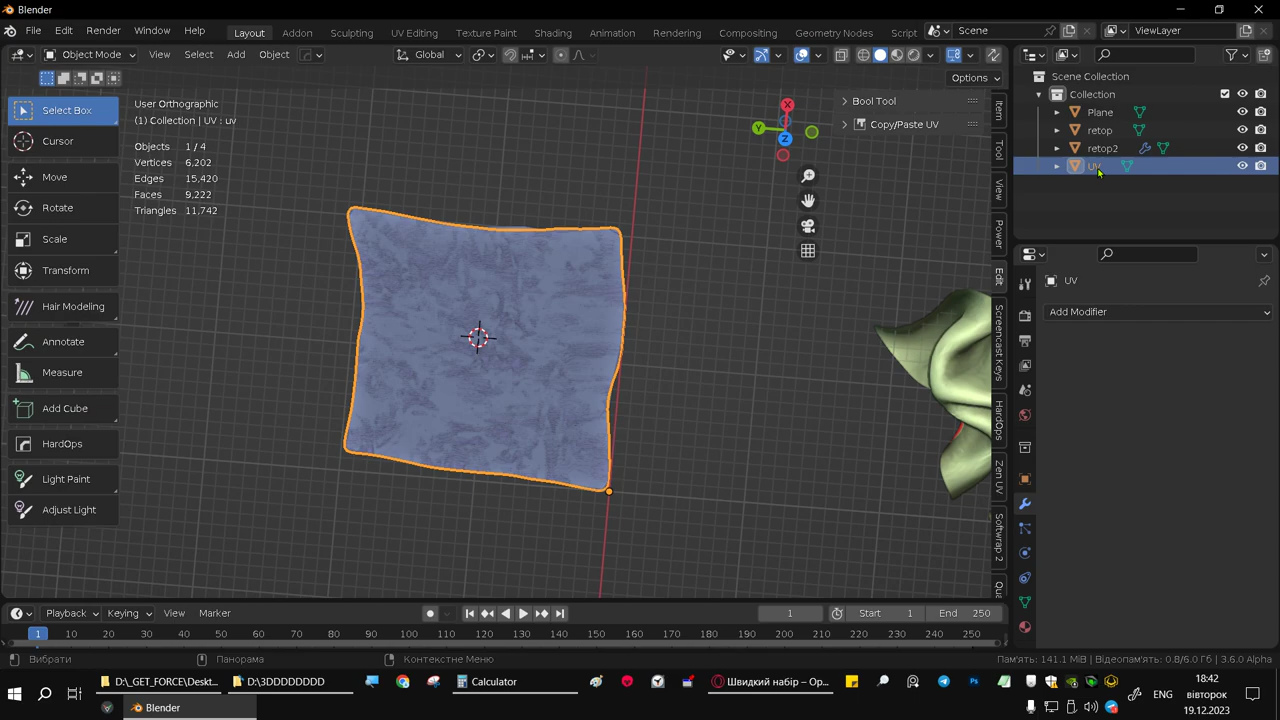 Blender
File Edit Render Window Help Layout Addon Sculpting UV Editing Texture Paint Shading Animation Rendering Compositing Geometry Nodes Script Scene ViewLayer
Object Mode View Select Add Object Global
Options
Select Box
Cursor
Move
Rotate
Scale
Transform
Hair Modeling
Annotate
Measure
Add Cube
HardOps
Light Paint
Adjust Light
User Orthographic
(1) Collection | UV : uv
Objects 1 / 4
Vertices 6,202
Edges 15,420
Faces 9,222
Triangles 11,742
X
Y
Z
Bool Tool
Copy/Paste UV
Item
Tool
View
Power
Edit
Screencast Keys
HardOps
Zen UV
Softwrap 2
Qua
Scene Collection
Collection
Plane
retop
retop2
UV
UV
Add Modifier
Playback Keying View Marker 1 Start 1 End 250
1 10 20 30 40 50 60 70 80 90 100 110 120 130 140 150 160 170 180 190 200 210 220 230 240 250
Вибрати Панорама Контекстне Меню Пам'ять: 141.1 MiB | Відеопам'ять: 0.8/6.0 Гб | 3.6.0 Alpha
D:\_GET_FORCE\Deskt... D:\3DDDDDDDD Calculator Швидкий набір – Op...
Blender
ENG
18:42
вівторок
19.12.2023